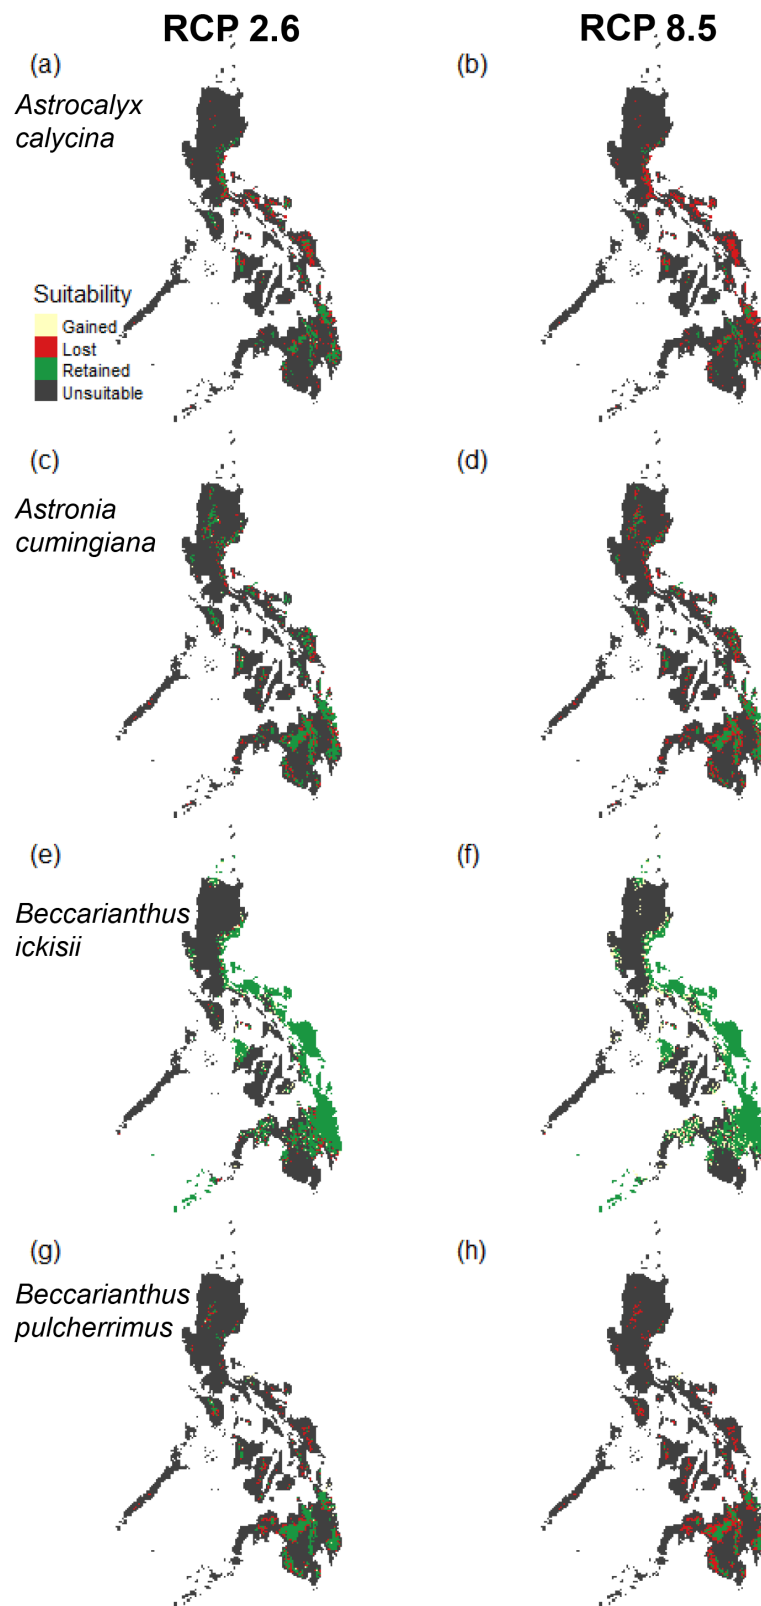 RCP 2.6
RCP 8.5
(a)
(b)
Astrocalyx
calycina
Suitability
Gained
Lost
Retained
Unsuitable
(c)
(d)
Astronia
cumingiana
(e)
(f)
Beccarianthus
ickisii
(g)
(h)
Beccarianthus
pulcherrimus